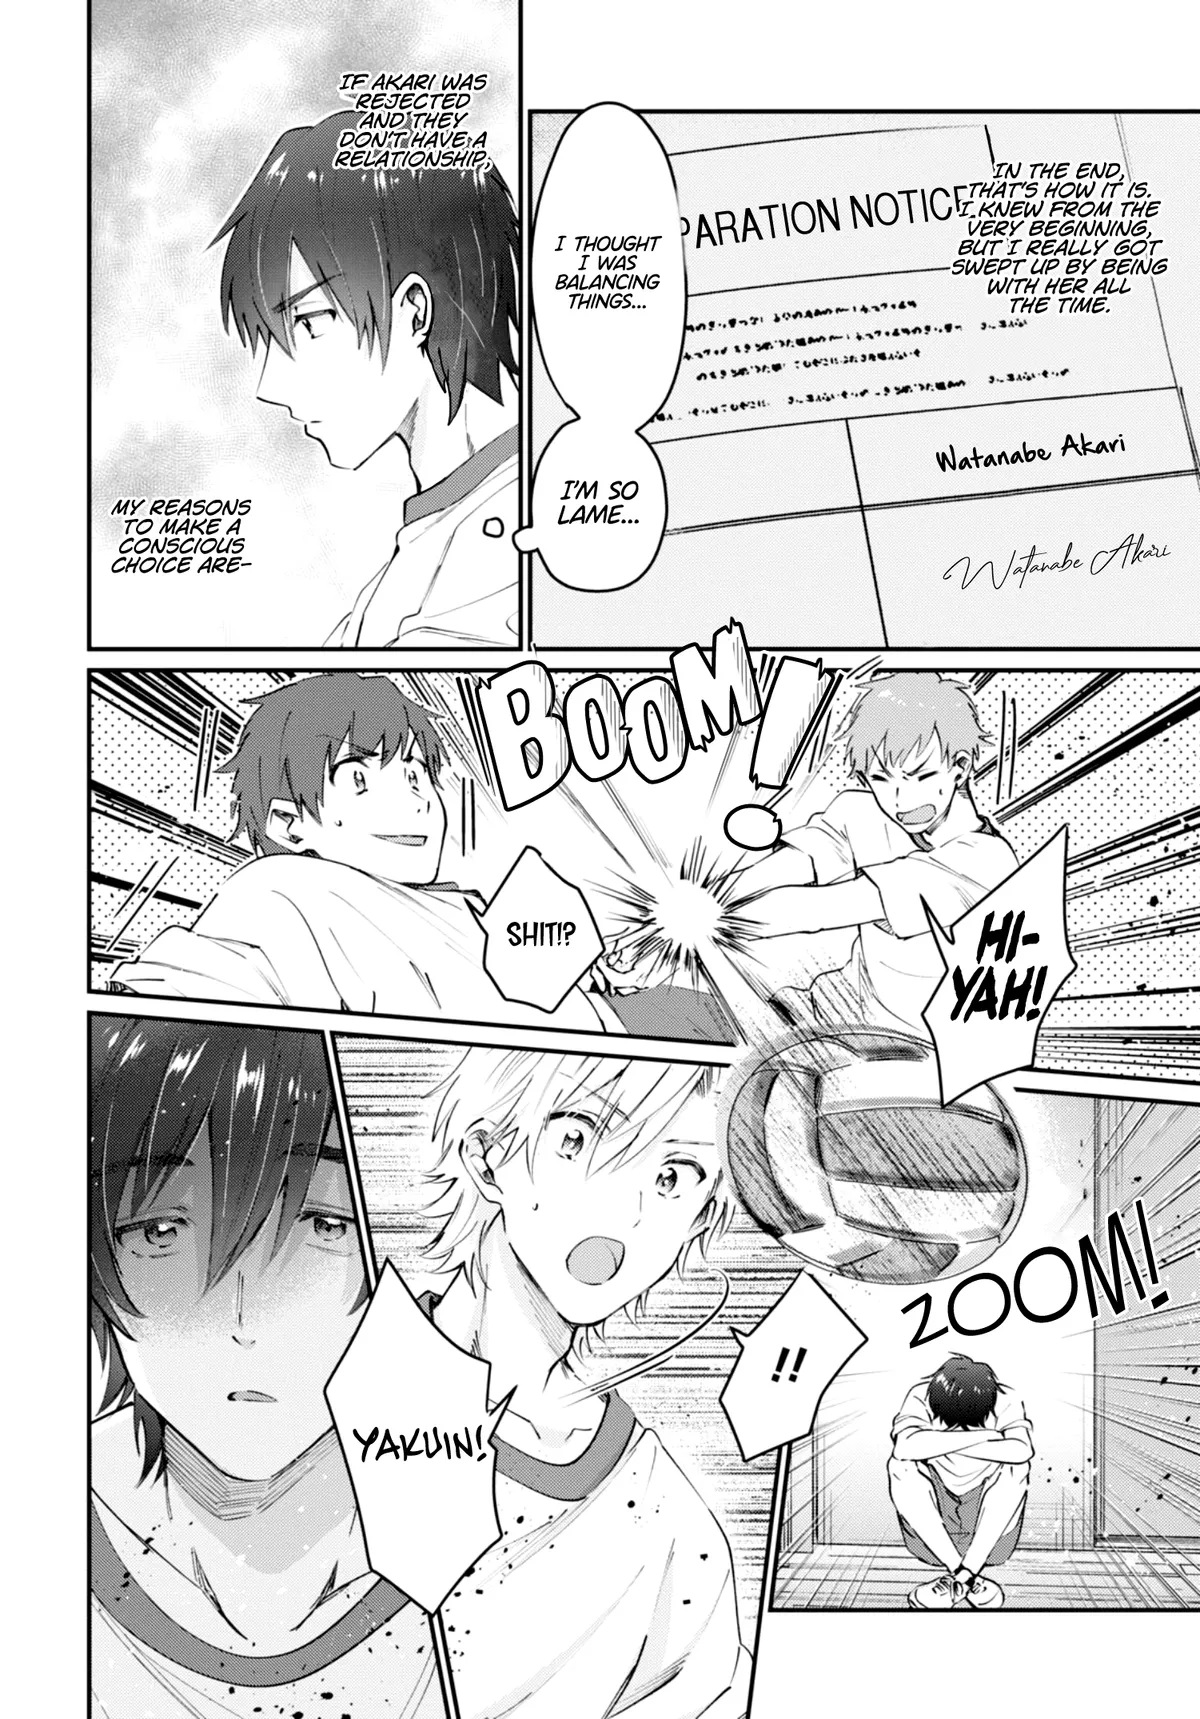 PARATION NOTICE
IN THE END,
THAT'S HOW IT IS.
I KNEW FROM THE
VERY BEGINNING,
BUT I REALLY GOT
SWEPT UP BY BEING
WITH HER ALL
THE TIME.
Watanabe Akari
Watanabe Akari
I THOUGHT
I WAS
BALANCING
THINGS...
I'M SO
LAME...
IF AKARI WAS
REJECTED
AND THEY
DON'T HAVE A
RELATIONSHIP,
MY REASONS
TO MAKE A
CONSCIOUS
CHOICE ARE-
HI-
YAH!
BOOM!
SHIT!?
ZOOM!
!!
YAKUIN!